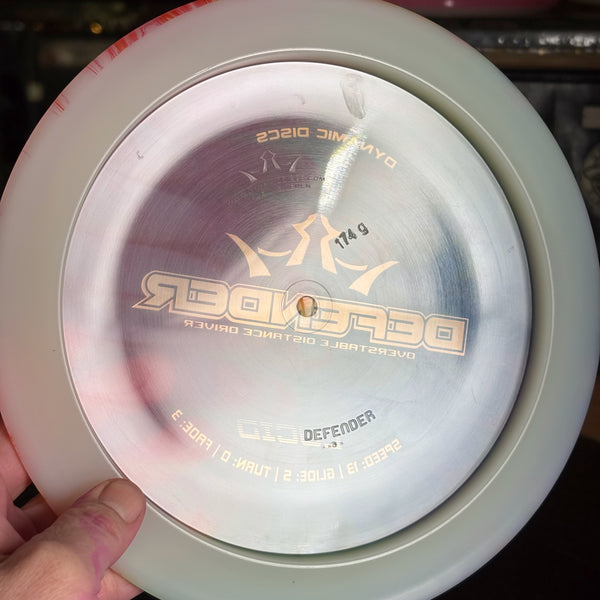 DYNAMIC DISCS
174 g
DEFENDER
OVERSTABLE DISTANCE DRIVER
DEFENDER
SPEED: 13 | GLIDE: 5 | TURN: 0 | FADE: 3